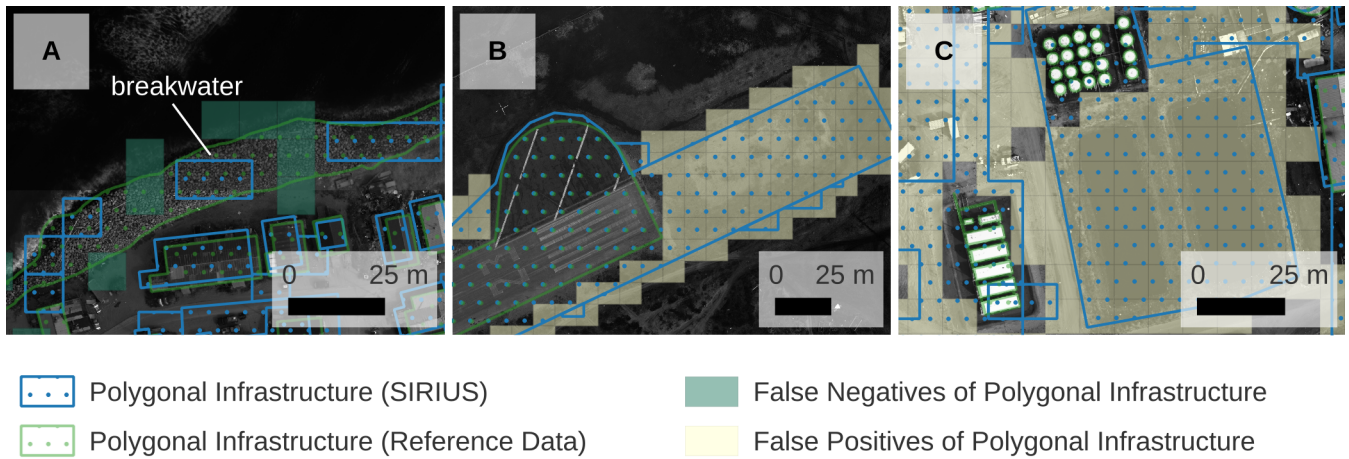 A
breakwater
0 25 m
B
0 25 m
C
0 25 m
Polygonal Infrastructure (SIRIUS)
False Negatives of Polygonal Infrastructure
Polygonal Infrastructure (Reference Data)
False Positives of Polygonal Infrastructure